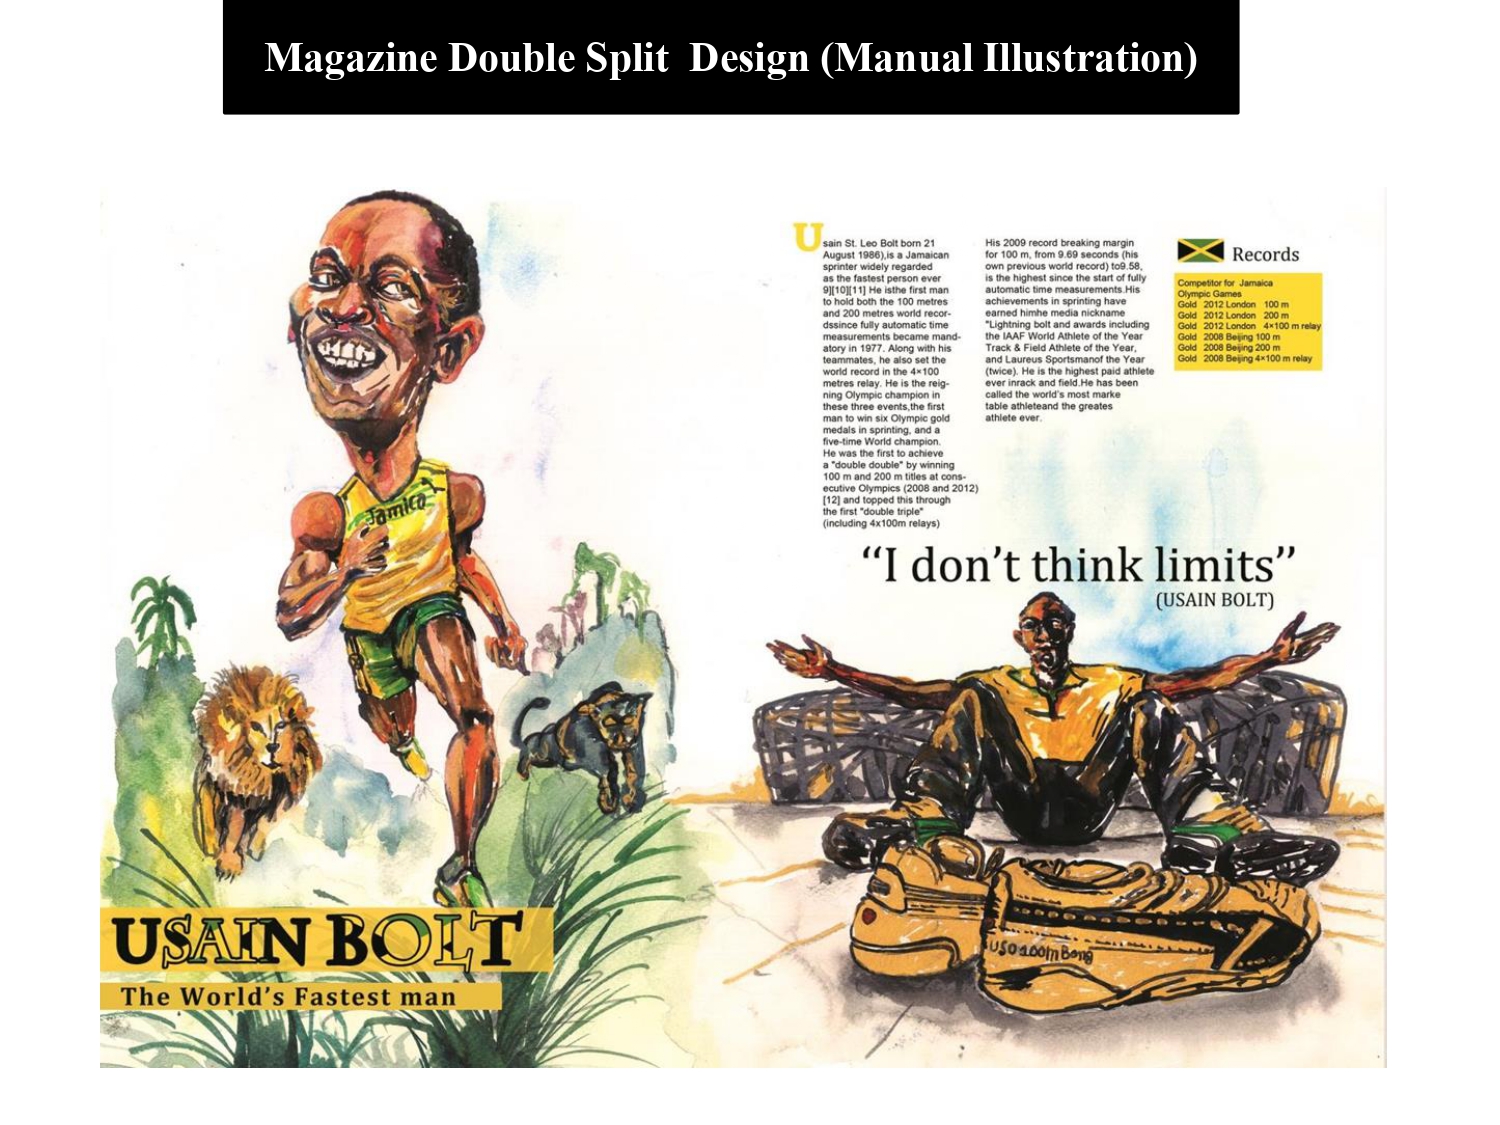 Magazine Double Split  Design (Manual Illustration)
Jamica
USAIN BOLT
The World's Fastest man
Usain St. Leo Bolt born 21
August 1986),is a Jamaican
sprinter widely regarded
as the fastest person ever
9][10][11] He isthe first man
to hold both the 100 metres
and 200 metres world recor-
dssince fully automatic time
measurements became mand-
atory in 1977. Along with his
teammates, he also set the
world record in the 4×100
metres relay. He is the reig-
ning Olympic champion in
these three events,the first
man to win six Olympic gold
medals in sprinting, and a
five-time World champion.
He was the first to achieve
a "double double" by winning
100 m and 200 m titles at cons-
ecutive Olympics (2008 and 2012)
[12] and topped this through
the first "double triple"
(including 4x100m relays)
His 2009 record breaking margin
for 100 m, from 9.69 seconds (his
own previous world record) to9.58,
is the highest since the start of fully
automatic time measurements.His
achievements in sprinting have
earned himhe media nickname
"Lightning bolt and awards including
the IAAF World Athlete of the Year
Track & Field Athlete of the Year,
and Laureus Sportsmanof the Year
(twice). He is the highest paid athlete
ever inrack and field.He has been
called the world's most marke
table athleteand the greates
athlete ever.
Records
Competitor for  Jamaica
Olympic Games
Gold  2012 London  100 m
Gold  2012 London  200 m
Gold  2012 London  4×100 m relay
Gold  2008 Beijing 100 m
Gold  2008 Beijing 200 m
Gold  2008 Beijing 4×100 m relay
“I don’t think limits”
(USAIN BOLT)